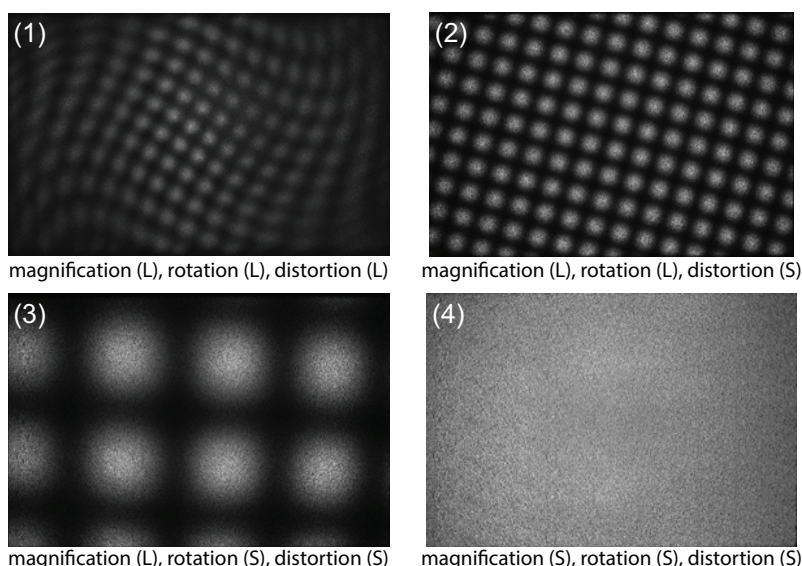 (1)
(2)
magnification (L), rotation (L), distortion (L)
magnification (L), rotation (L), distortion (S)
(3)
(4)
magnification (L), rotation (S), distortion (S)
magnification (S), rotation (S), distortion (S)